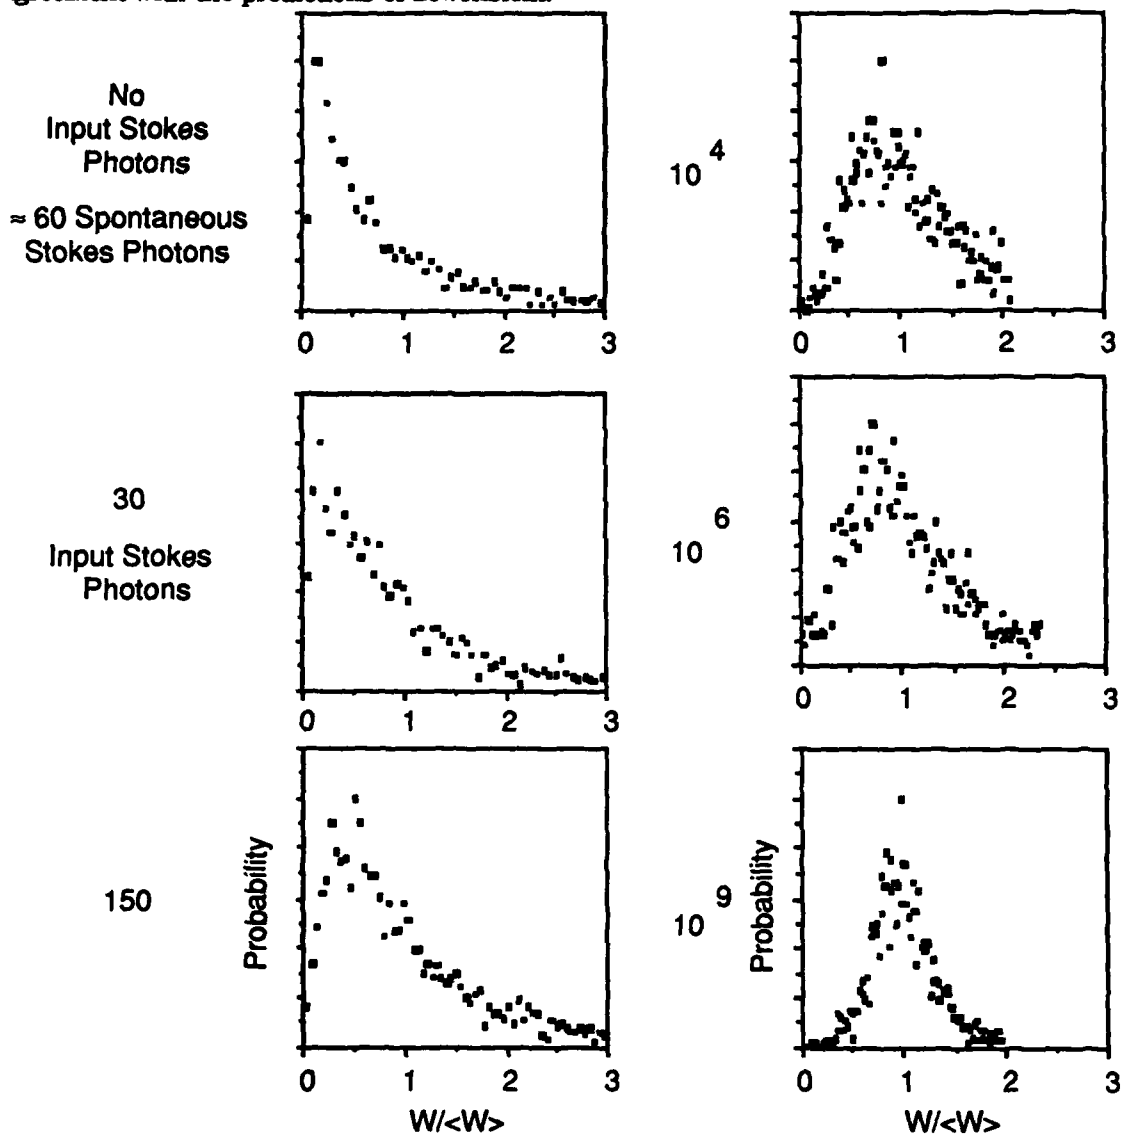 No
Input Stokes
Photons
≈ 60 Spontaneous
Stokes Photons
0 1 2 3
10 4
0 1 2 3
30
Input Stokes
Photons
0 1 2 3
10 6
0 1 2 3
150
Probability
0 1 2 3
W/<W>
10 9
Probability
0 1 2 3
W/<W>